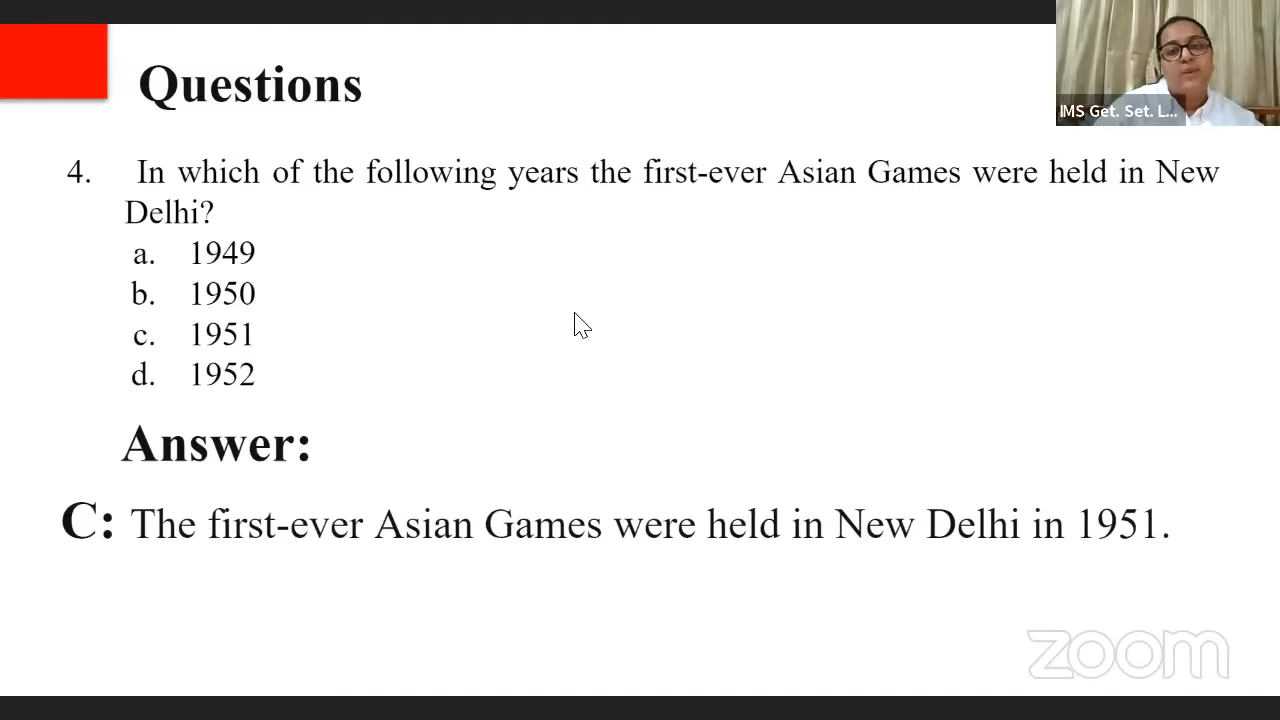 Questions
IMS Get. Set. L...
4. In which of the following years the first-ever Asian Games were held in New
Delhi?
a. 1949
b. 1950
c. 1951
d. 1952
Answer:
C: The first-ever Asian Games were held in New Delhi in 1951.
zoom